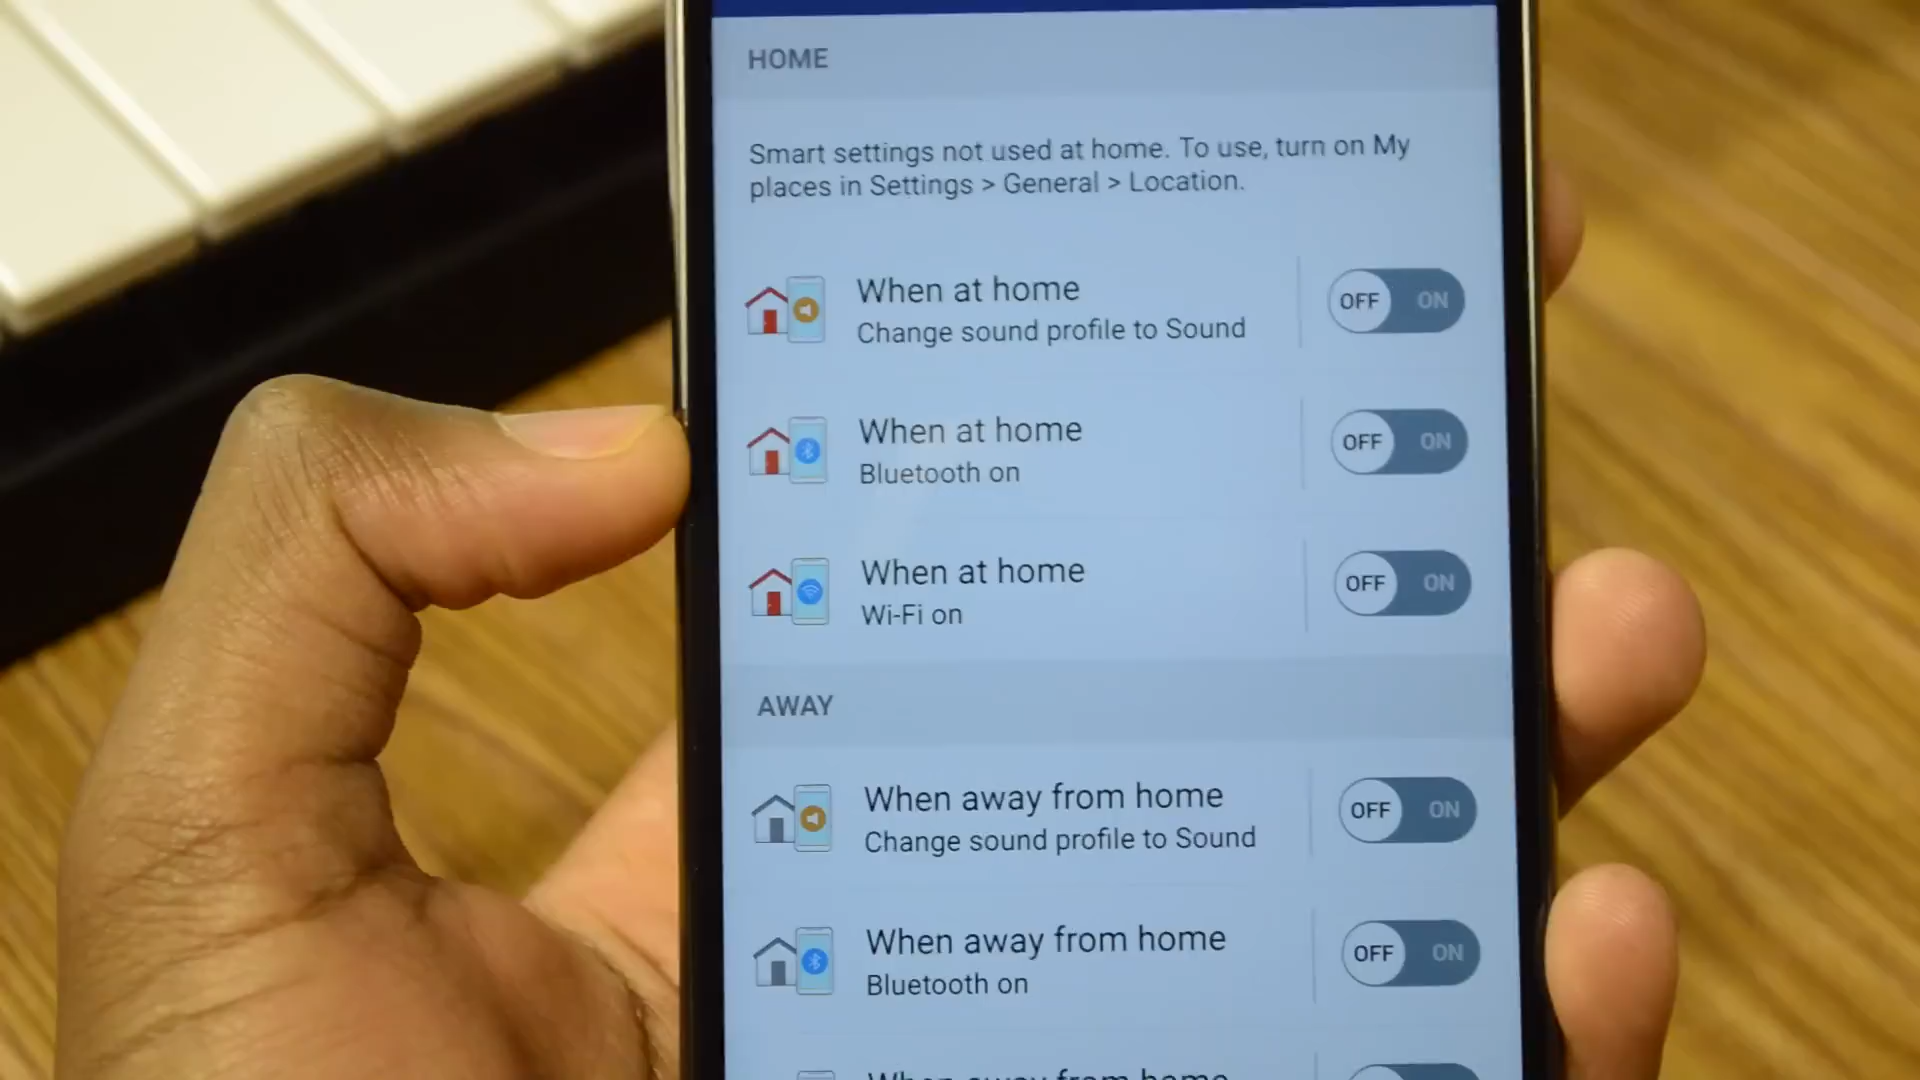 HOME
Smart settings not used at home. To use, turn on My
places in Settings > General > Location.
When at home
Change sound profile to Sound
OFF ON
When at home
Bluetooth on
OFF ON
When at home
Wi-Fi on
OFF ON
AWAY
When away from home
Change sound profile to Sound
OFF ON
When away from home
Bluetooth on
OFF ON
When away from home